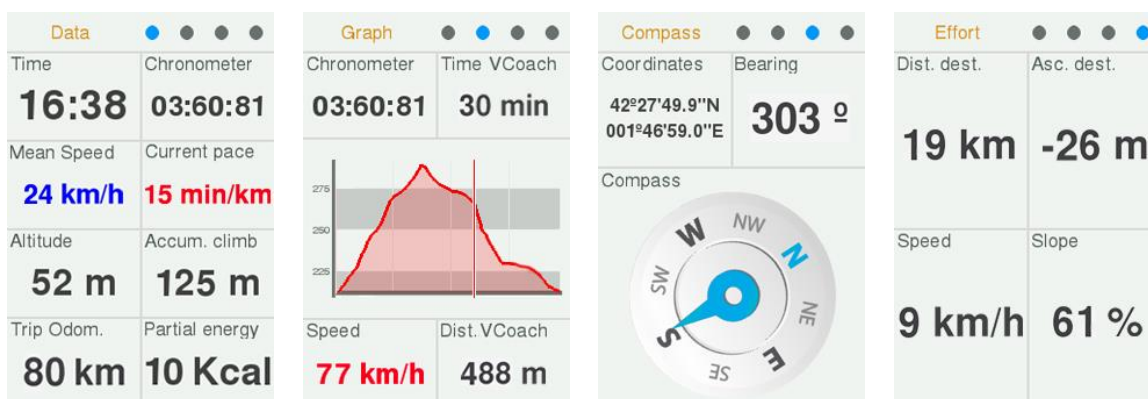 Data
Time Chronometer
16:38 03:60:81
Mean Speed Current pace
24 km/h 15 min/km
Altitude Accum. climb
52 m 125 m
Trip Odom. Partial energy
80 km 10 Kcal
Graph
Chronometer Time VCoach
03:60:81 30 min
275
250
225
Speed Dist.VCoach
77 km/h 488 m
Compass
Coordinates Bearing
42º27'49.9"N
001º46'59.0"E
303 º
Compass
W NW N
SW NE
S SE E
Effort
Dist. dest. Asc. dest.
19 km -26 m
Speed Slope
9 km/h 61 %